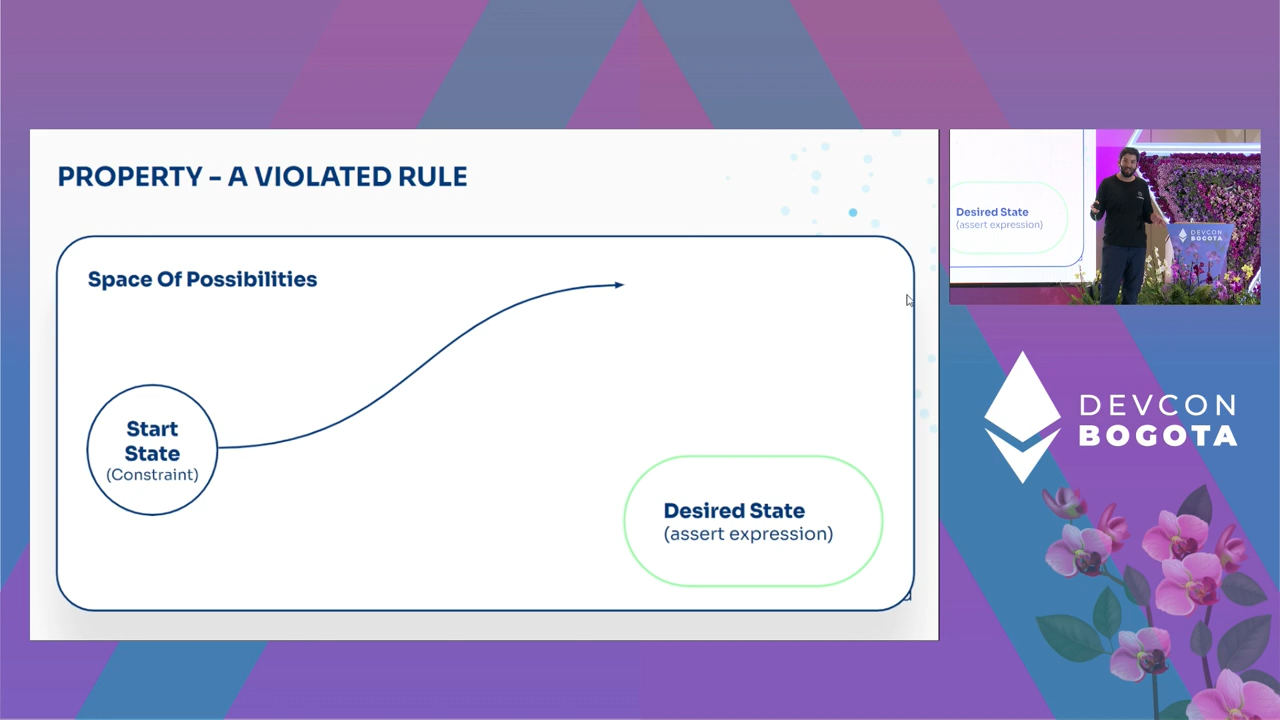 PROPERTY – A VIOLATED RULE
Space Of Possibilities
Start
State
(Constraint)
Desired State
(assert expression)
Desired State
(assert expression)
DEVCON
BOGOTA
DEVCON
BOGOTA